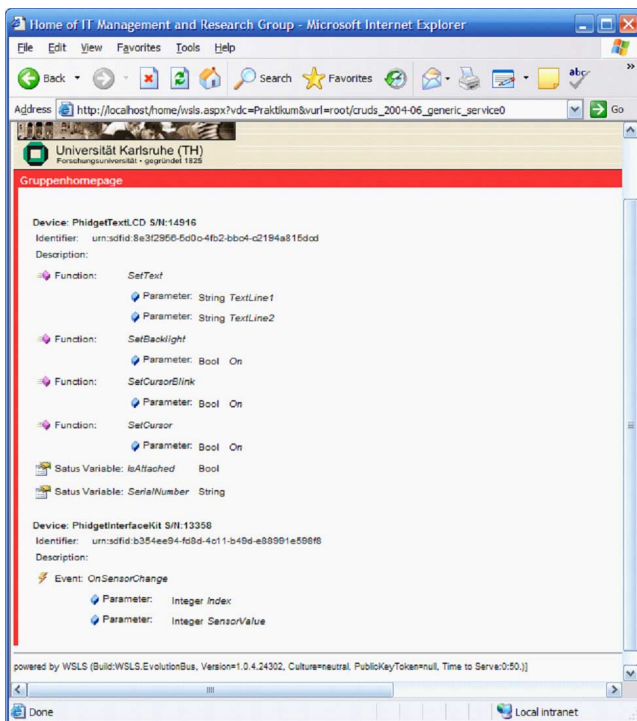 Home of IT Management and Research Group - Microsoft Internet Explorer
File Edit View Favorites Tools Help
Back Search Favorites
Address http://localhost/home/wsls.aspx?vdc=Praktikum&vurl=root/cruds_2004-06_generic_service0 Go
Universität Karlsruhe (TH)
Forschungsuniversität • gegründet 1825
Gruppenhomepage
Device: PhidgetTextLCD S/N:14916
Identifier: urn:sdfid:8e3f2956-5d0c-4fb2-bbc4-c2194a815dcd
Description:
Function: SetText
Parameter: String TextLine1
Parameter: String TextLine2
Function: SetBacklight
Parameter: Bool On
Function: SetCursorBlink
Parameter: Bool On
Function: SetCursor
Parameter: Bool On
Satus Variable: IsAttached Bool
Satus Variable: SerialNumber String
Device: PhidgetInterfaceKit S/N:13358
Identifier: urn:sdfid:b354ee94-fd8d-4c11-b49d-e88991e598f8
Description:
Event: OnSensorChange
Parameter: Integer Index
Parameter: Integer SensorValue
powered by WSLS (Build:WSLS.EvolutionBus, Version=1.0.4.24302, Culture=neutral, PublicKeyToken=null, Time to Serve:0:50.)]
Done Local intranet